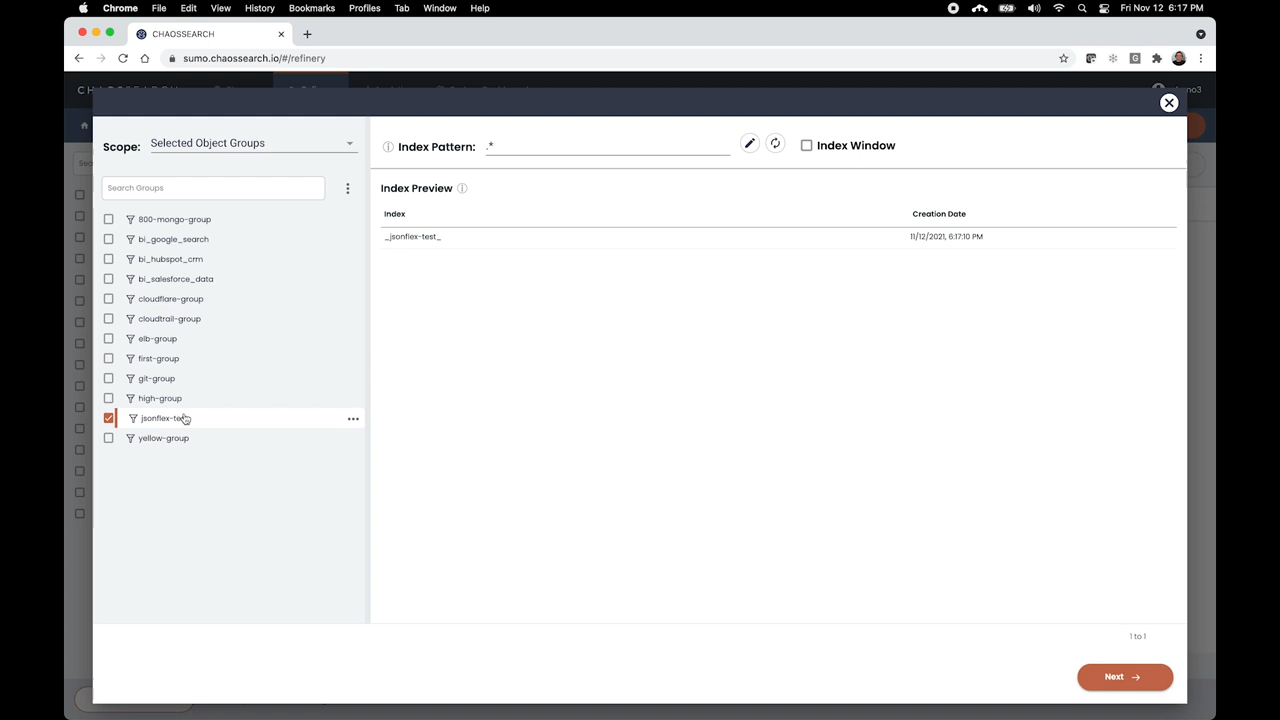 Chrome File Edit View History Bookmarks Profiles Tab Window Help Fri Nov 12 6:17 PM
CHAOSSEARCH
sumo.chaossearch.io/#/refinery
Scope: Selected Object Groups
Index Pattern: .*
Index Window
Search Groups
Index Preview
Index Creation Date
_jsonflex-test_ 11/12/2021, 6:17:10 PM
800-mongo-group
bi_google_search
bi_hubspot_crm
bi_salesforce_data
cloudflare-group
cloudtrail-group
elb-group
first-group
git-group
high-group
jsonflex-test
yellow-group
1 to 1
Next →